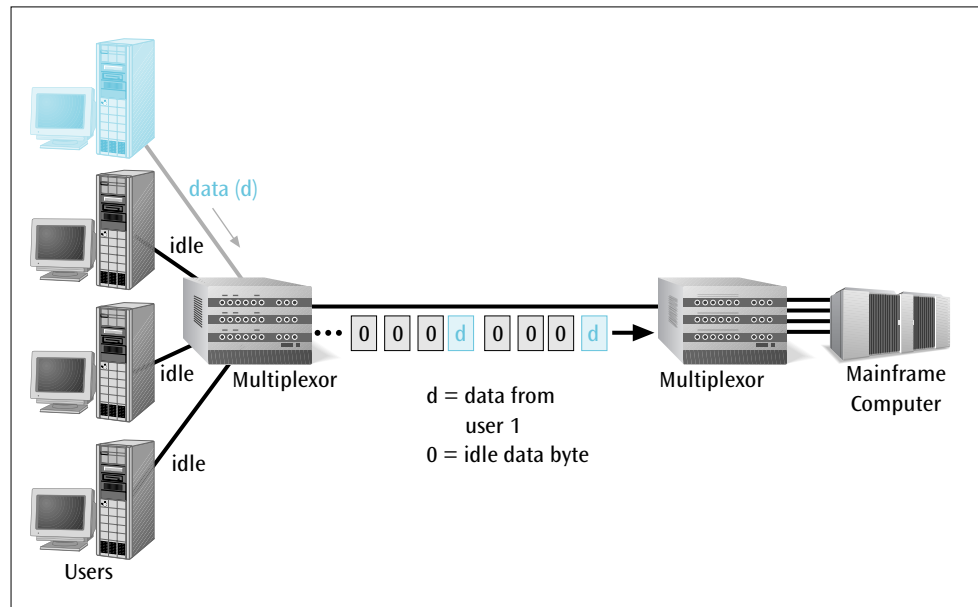 data (d)
idle
idle
idle
Users
Multiplexor
0 0 0 d 0 0 0 d
d = data from
user 1
0 = idle data byte
Multiplexor
Mainframe
Computer